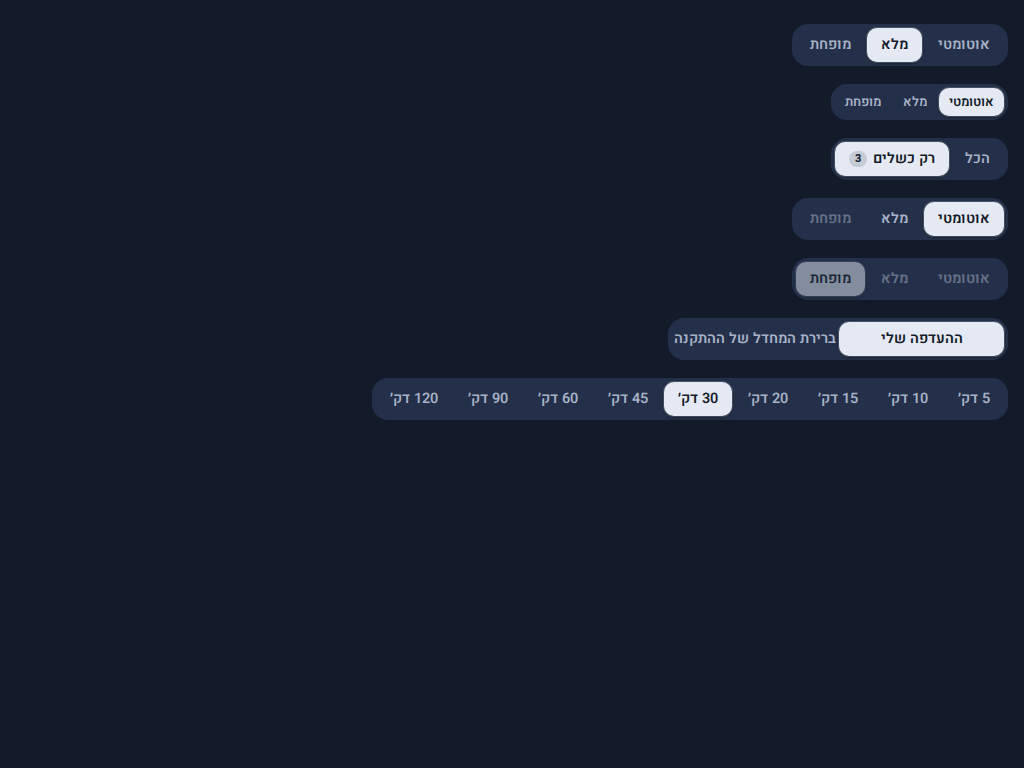 אוטומטי מלא מופחת
אוטומטי מלא מופחת
הכל רק כשלים 3
אוטומטי מלא מופחת
אוטומטי מלא מופחת
ההעדפה שלי ברירת המחדל של ההתקנה
5 דק׳ 10 דק׳ 15 דק׳ 20 דק׳ 30 דק׳ 45 דק׳ 60 דק׳ 90 דק׳ 120 דק׳